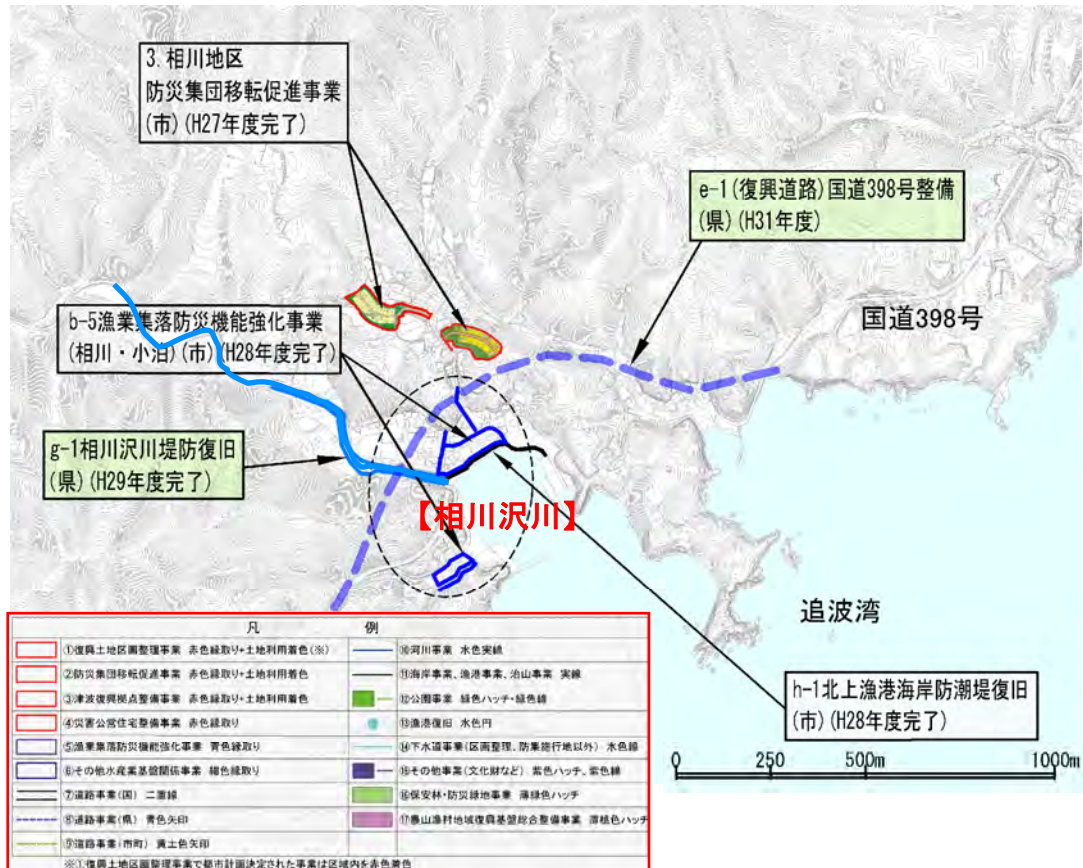 3. 相川地区
防災集団移転促進事業
(市)(H27年度完了)
e-1(復興道路)国道398号整備
(県)(H31年度)
国道398号
b-5漁業集落防災機能強化事業
(相川・小泊)(市)(H28年度完了)
g-1相川沢川堤防復旧
(県)(H29年度完了)
【相川沢川】
追波湾
h-1北上漁港海岸防潮堤復旧
(市)(H28年度完了)
0 250 500m 1000m
凡 例
①復興土地区画整理事業 赤色縁取り+土地利用着色(※)
②防災集団移転促進事業 赤色縁取り+土地利用着色
③津波復興拠点整備事業 赤色縁取り+土地利用着色
④災害公営住宅整備事業 赤色縁取り
⑤漁業集落防災機能強化事業 青色縁取り
⑥その他水産業基盤関係事業 紺色縁取り
⑦道路事業(国) 二重線
⑧道路事業(県) 青色矢印
⑨道路事業(市町) 黄土色矢印
⑩河川事業 水色実線
⑪海岸事業、漁港事業、治山事業 実線
⑫公園事業 緑色ハッチ・緑色線
⑬漁港復旧 水色円
⑭下水道事業(区画整理、防集施行地以外) 水色線
⑮その他事業(文化財など) 紫色ハッチ、紫色線
⑯保安林・防災緑地事業 薄緑色ハッチ
⑰農山漁村地域復興基盤総合整備事業 薄桃色ハッチ
※①復興土地区画整理事業で都市計画決定された事業は区域内を赤色着色